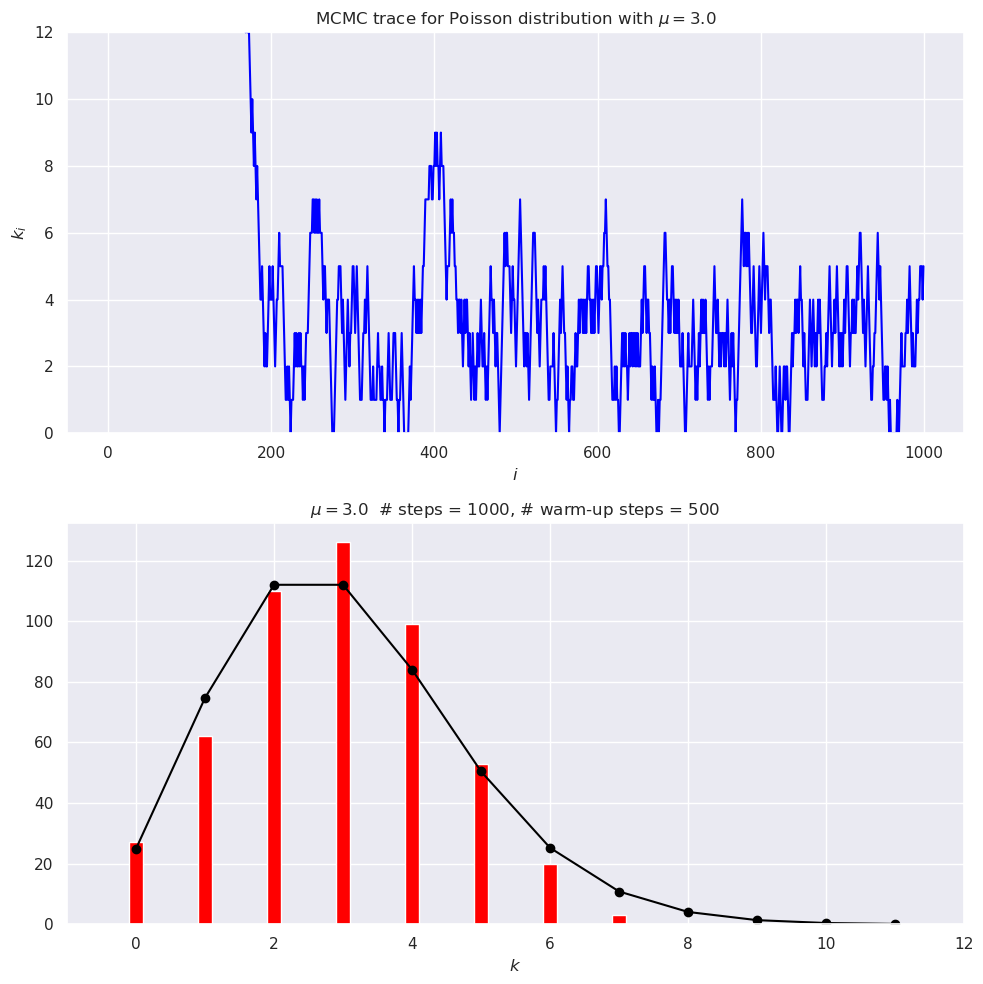 MCMC trace for Poisson distribution with μ = 3.0
12
10
8
6
4
2
0
k_i
0 200 400 600 800 1000
i
μ = 3.0 # steps = 1000, # warm-up steps = 500
120
100
80
60
40
20
0
0 2 4 6 8 10 12
k